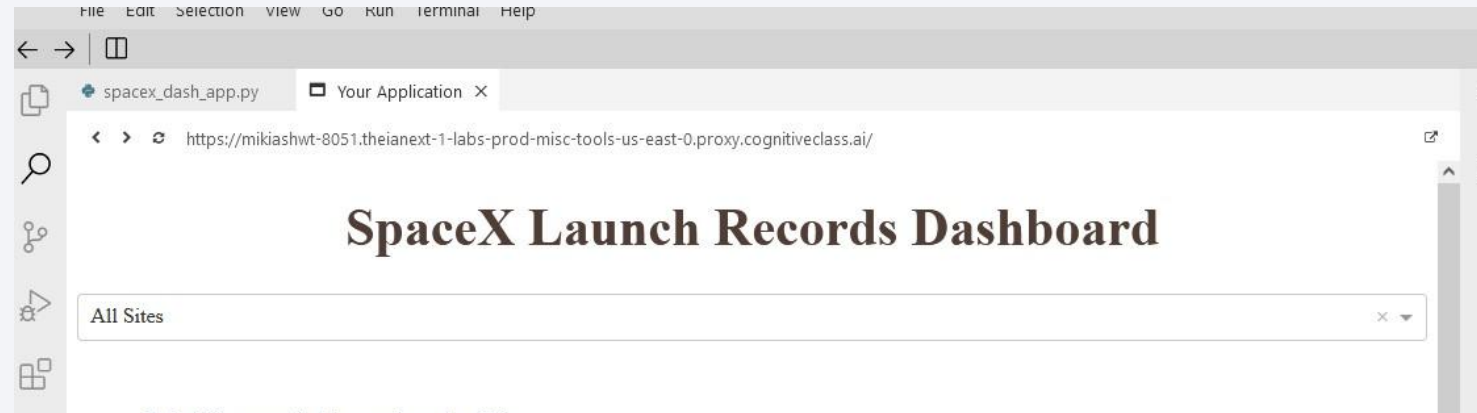 File Edit Selection View Go Run Terminal Help
spacex_dash_app.py Your Application
https://mikiashwt-8051.theianext-1-labs-prod-misc-tools-us-east-0.proxy.cognitiveclass.ai/
SpaceX Launch Records Dashboard
All Sites